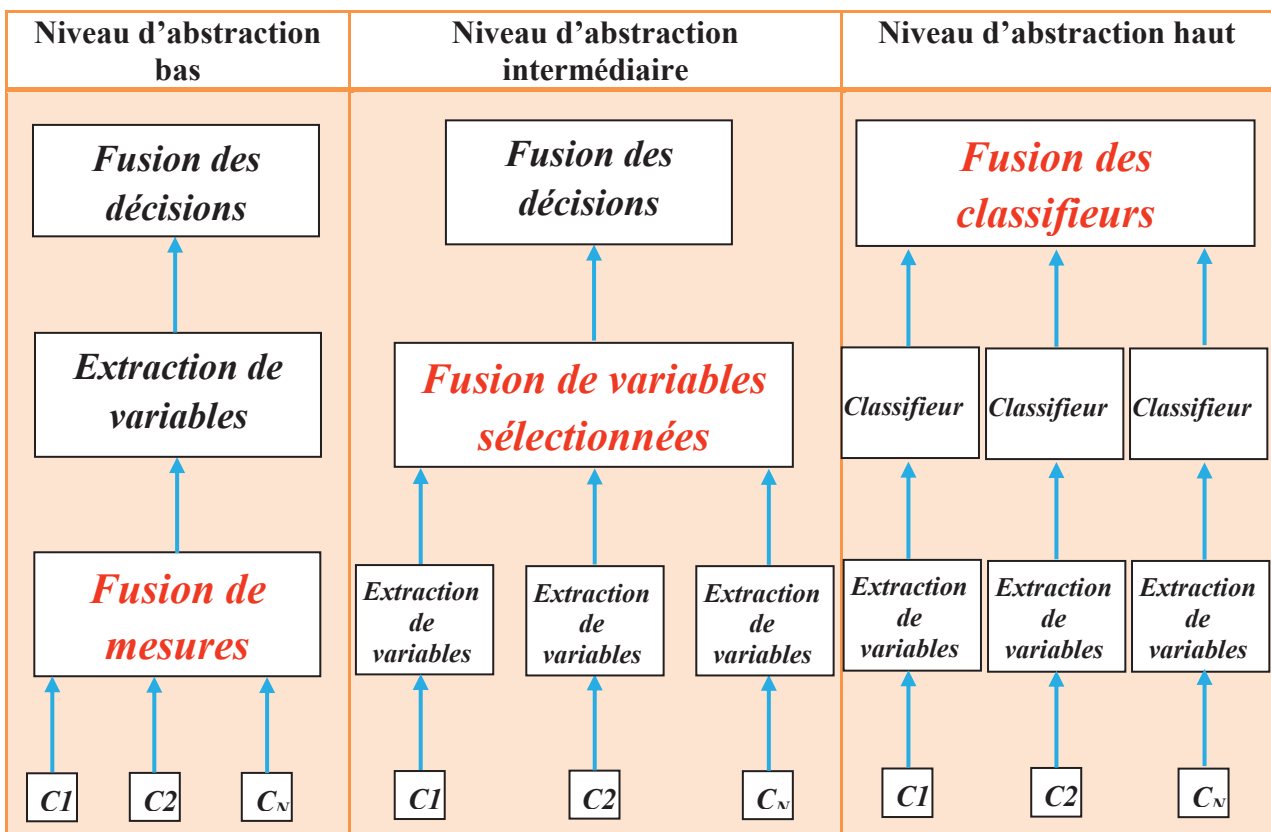 Niveau d’abstraction
bas
Niveau d’abstraction
intermédiaire
Niveau d’abstraction haut
Fusion des
décisions
Extraction de
variables
Fusion de
mesures
C1
C2
CN
Fusion des
décisions
Fusion de variables
sélectionnées
Extraction
de
variables
Extraction
de
variables
Extraction
de
variables
C1
C2
CN
Fusion des
classifieurs
Classifieur
Classifieur
Classifieur
Extraction
de
variables
Extraction
de
variables
Extraction
de
variables
C1
C2
CN